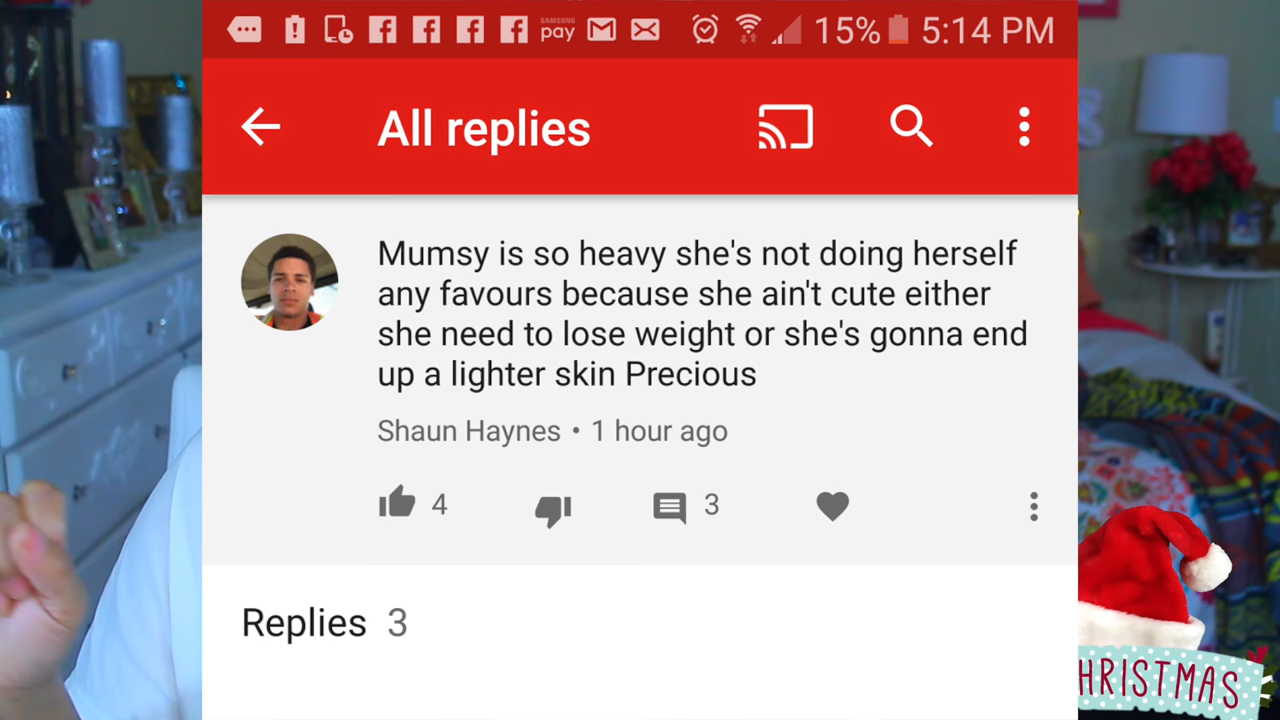 SAMSUNG
pay
15% 5:14 PM
All replies
Mumsy is so heavy she's not doing herself
any favours because she ain't cute either
she need to lose weight or she's gonna end
up a lighter skin Precious
Shaun Haynes • 1 hour ago
4
3
Replies 3
HRISTMAS